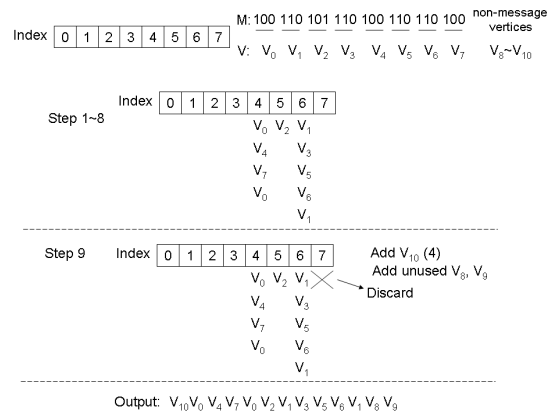 M: 100 110 101 110 100 110 110 100 non-message vertices
Index 0 1 2 3 4 5 6 7
V: V0 V1 V2 V3 V4 V5 V6 V7 V8~V10
Step 1~8
Index 0 1 2 3 4 5 6 7
V0 V2 V1
V4 V3
V7 V5
V0 V6
V1
Step 9
Index 0 1 2 3 4 5 6 7
Add V10 (4)
V0 V2 V1
Add unused V8, V9
Discard
V4 V3
V7 V5
V0 V6
V1
Output: V10V0 V4 V7 V0 V2 V1 V3 V5 V6 V1 V8 V9